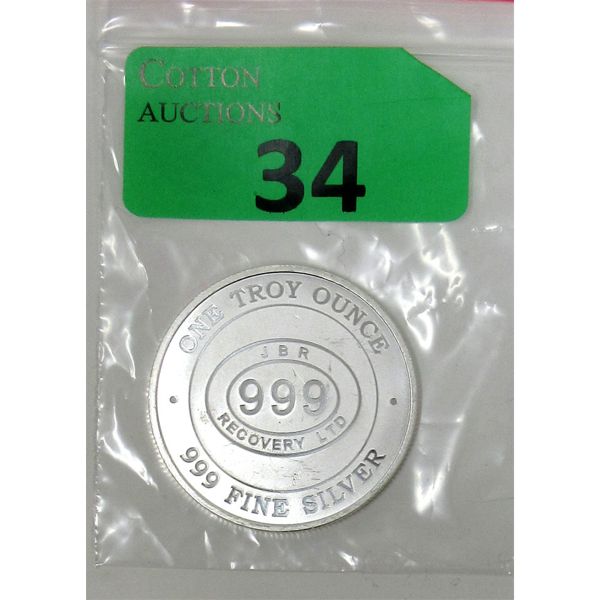 COTTON
AUCTIONS
34
ONE TROY OUNCE
JBR
999
RECOVERY LTD
999 FINE SILVER